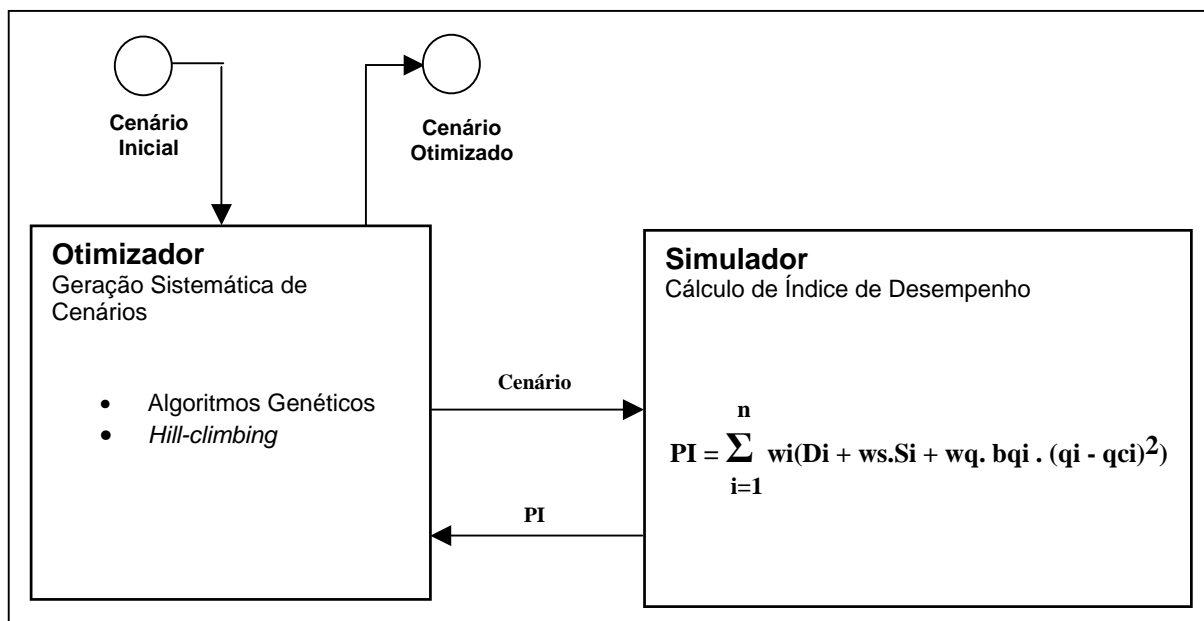 Cenário
Inicial
Cenário
Otimizado
Otimizador
Geração Sistemática de
Cenários
• Algoritmos Genéticos
• Hill-climbing
Cenário
PI
Simulador
Cálculo de Índice de Desempenho
n
PI = Σ wi(Di + ws.Si + wq. bqi . (qi - qci)2)
i=1